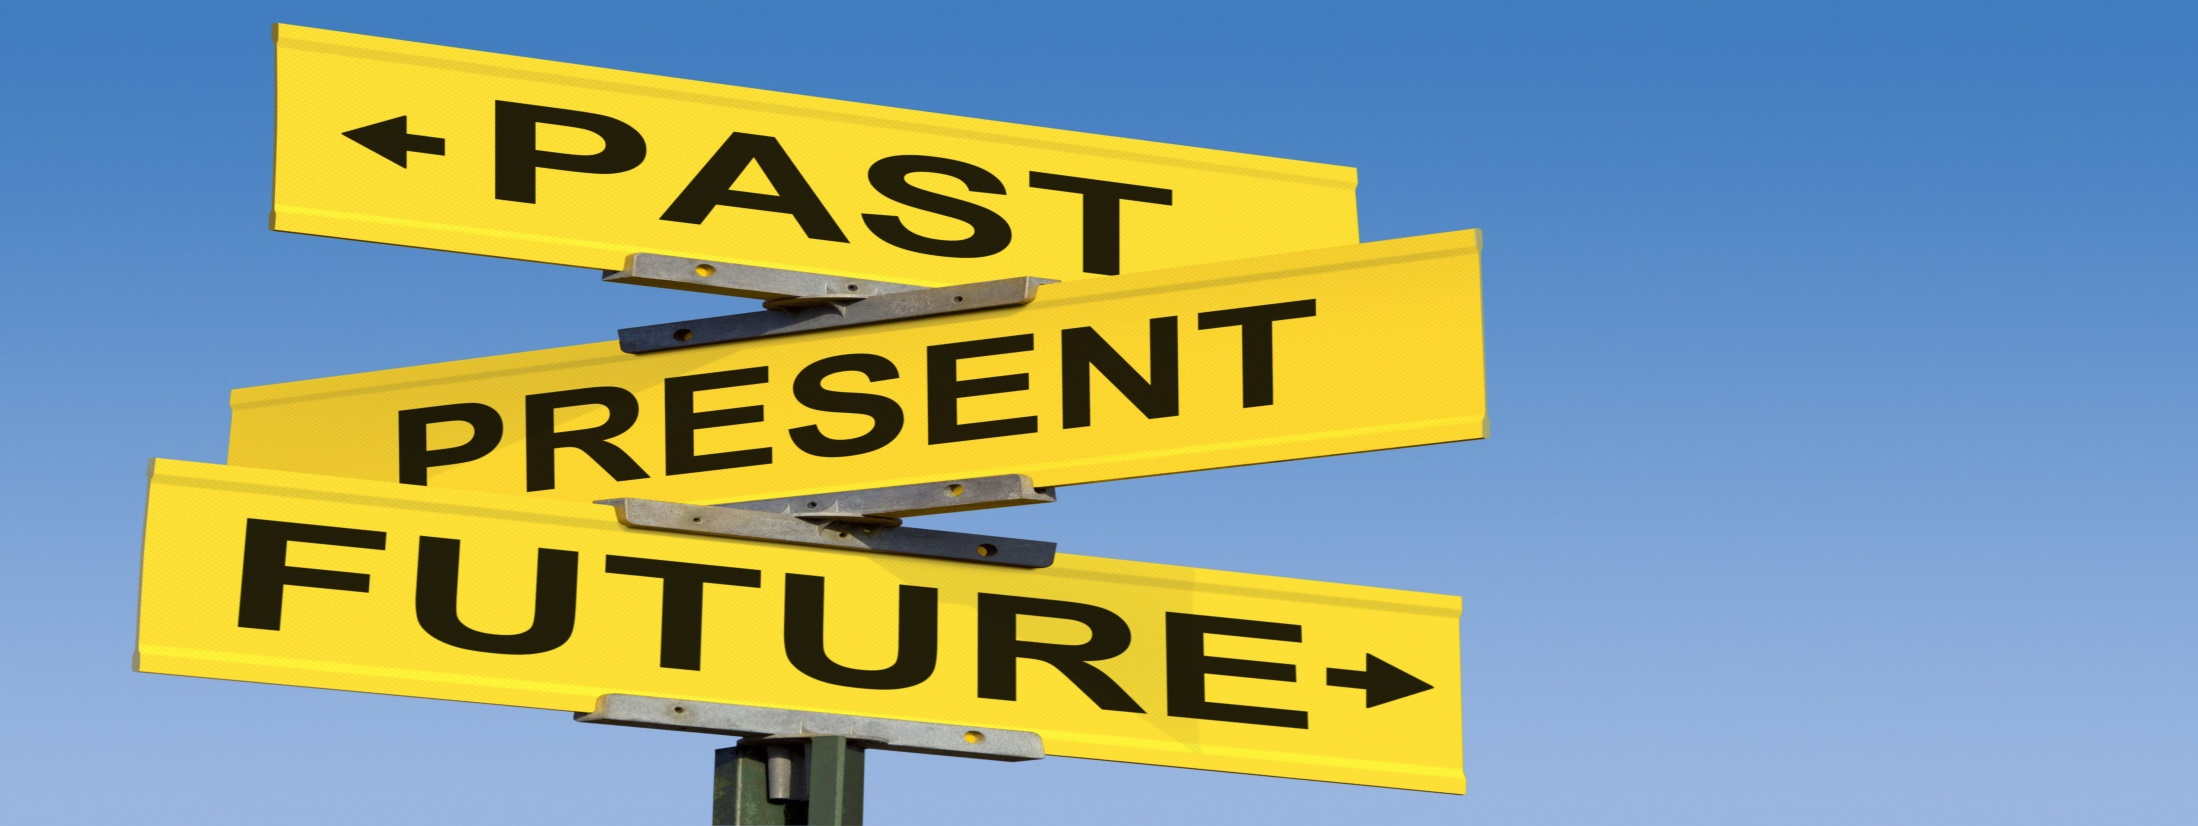 ← PAST
PRESENT
FUTURE →